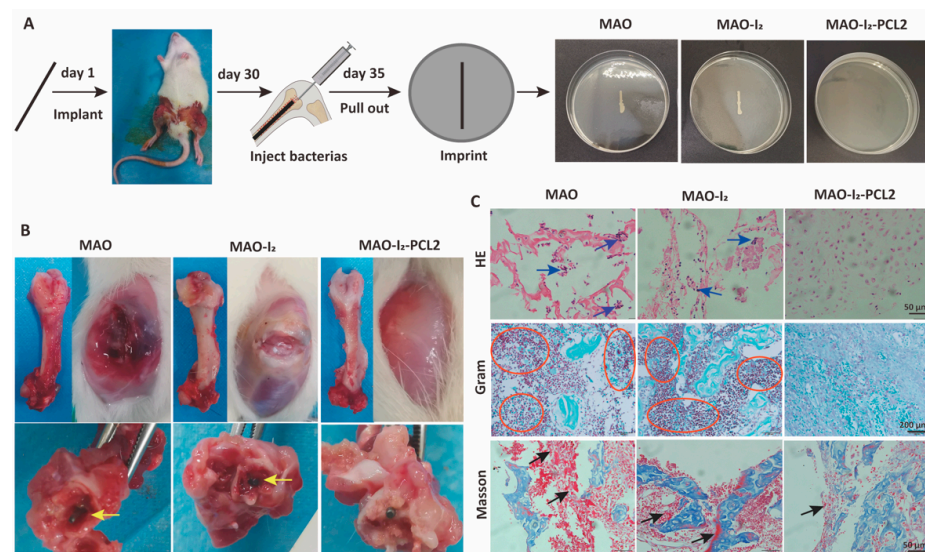 A
day 1
Implant
day 30
Inject bacterias
day 35
Pull out
Imprint
MAO
MAO-I₂
MAO-I₂-PCL2
B
MAO
MAO-I₂
MAO-I₂-PCL2
C
MAO
MAO-I₂
MAO-I₂-PCL2
HE
50 μm
Gram
100 μm
Masson
50 μm